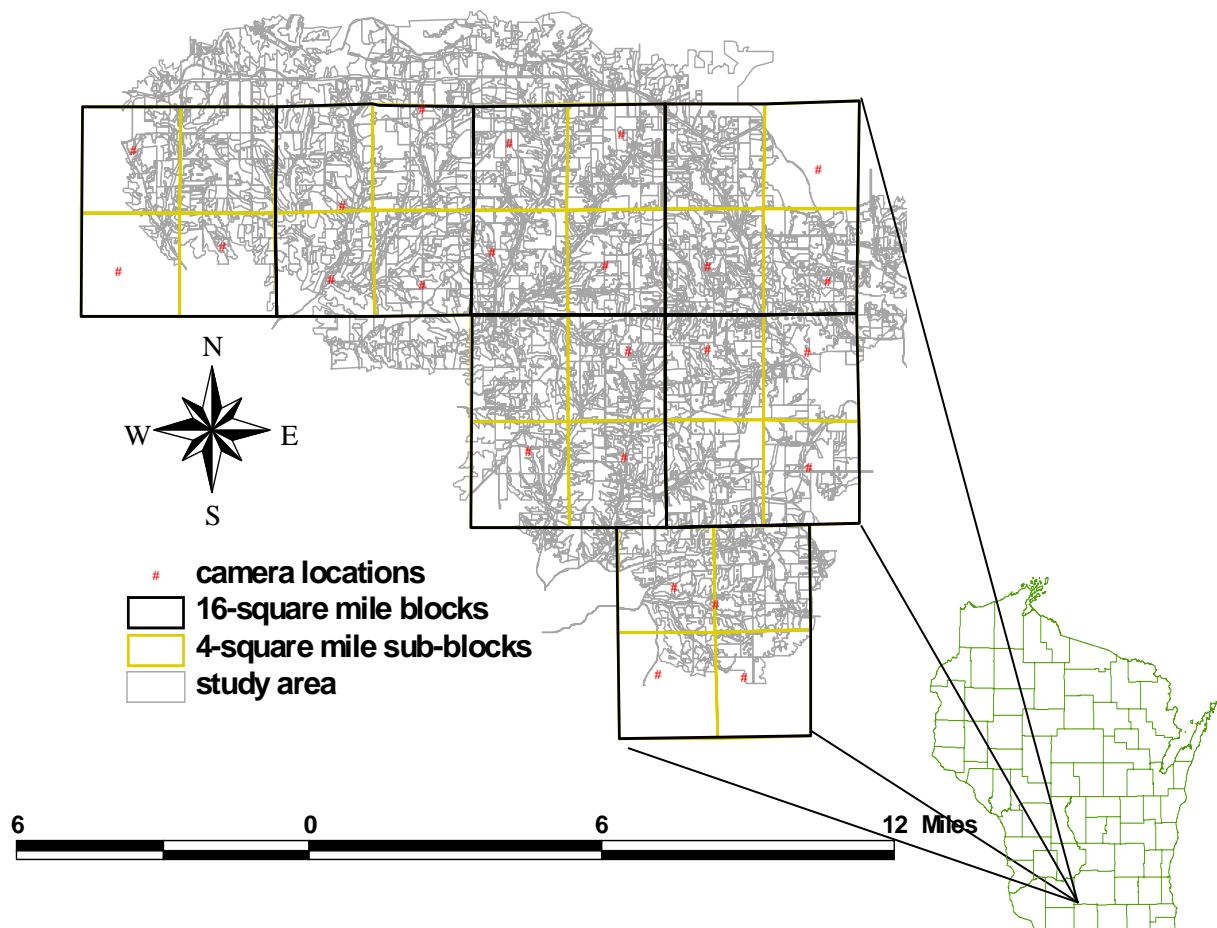 N
W E
S
# camera locations
16-square mile blocks
4-square mile sub-blocks
study area
6 0 6 12 Miles